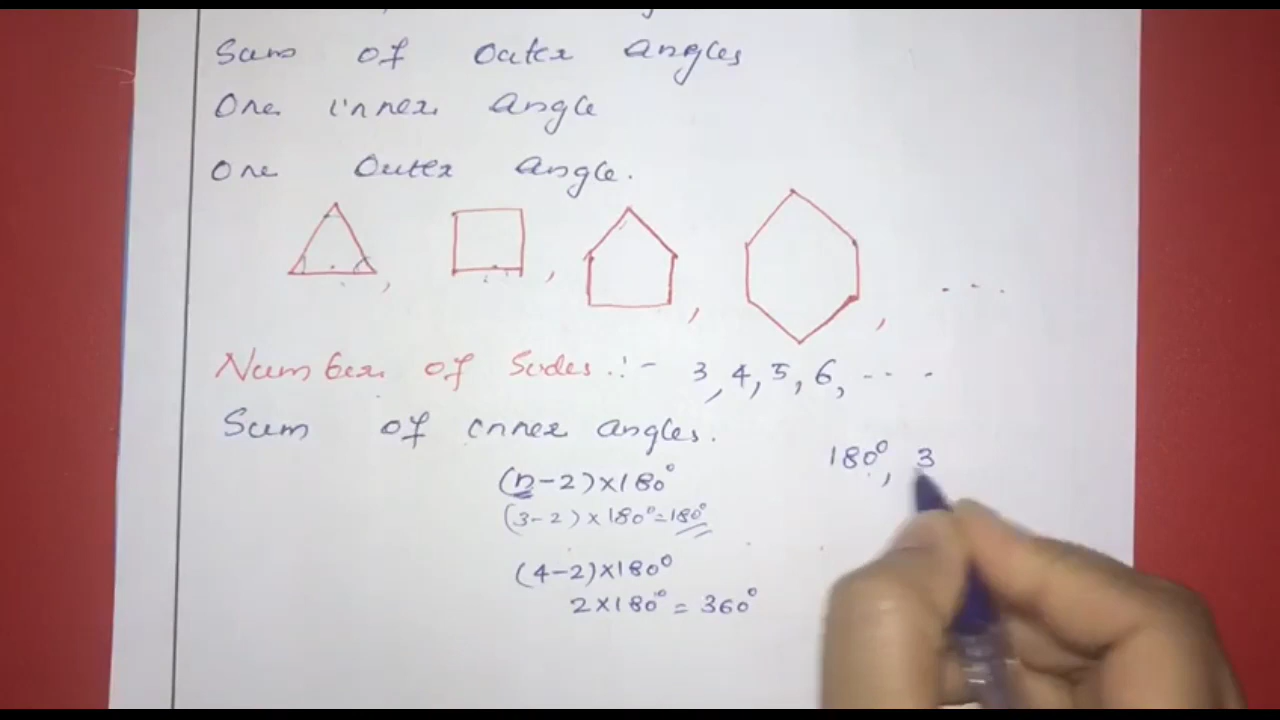 Sum of Outer angles
One inner angle
One Outer angle.
Number of Sides :- 3, 4, 5, 6, -- -
Sum of inner angles.
180°, 3
(n-2)×180°
(3-2)×180°=180°
(4-2)×180°
2×180° = 360°